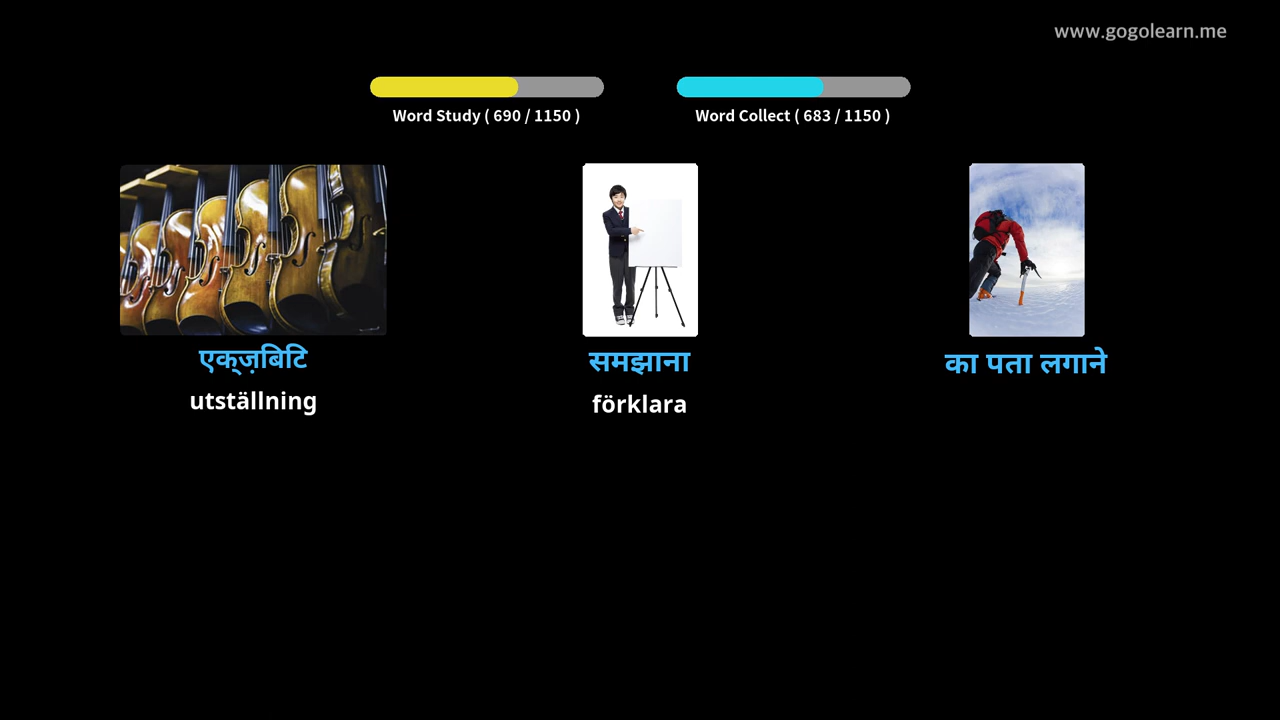 www.gogolearn.me
Word Study ( 690 / 1150 )
Word Collect ( 683 / 1150 )
एक्ज़बिटि
utställning
समझाना
förklara
का पता लगाने